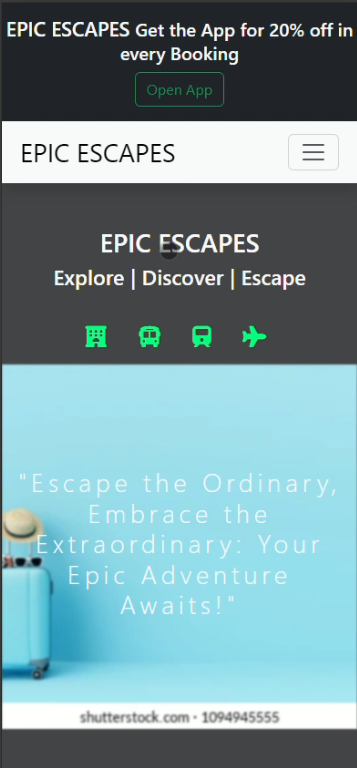 EPIC ESCAPES Get the App for 20% off in
every Booking
Open App
EPIC ESCAPES
EPIC ESCAPES
Explore | Discover | Escape
"Escape the Ordinary,
Embrace the
Extraordinary: Your
Epic Adventure
Awaits!"
shutterstock.com · 1094945555